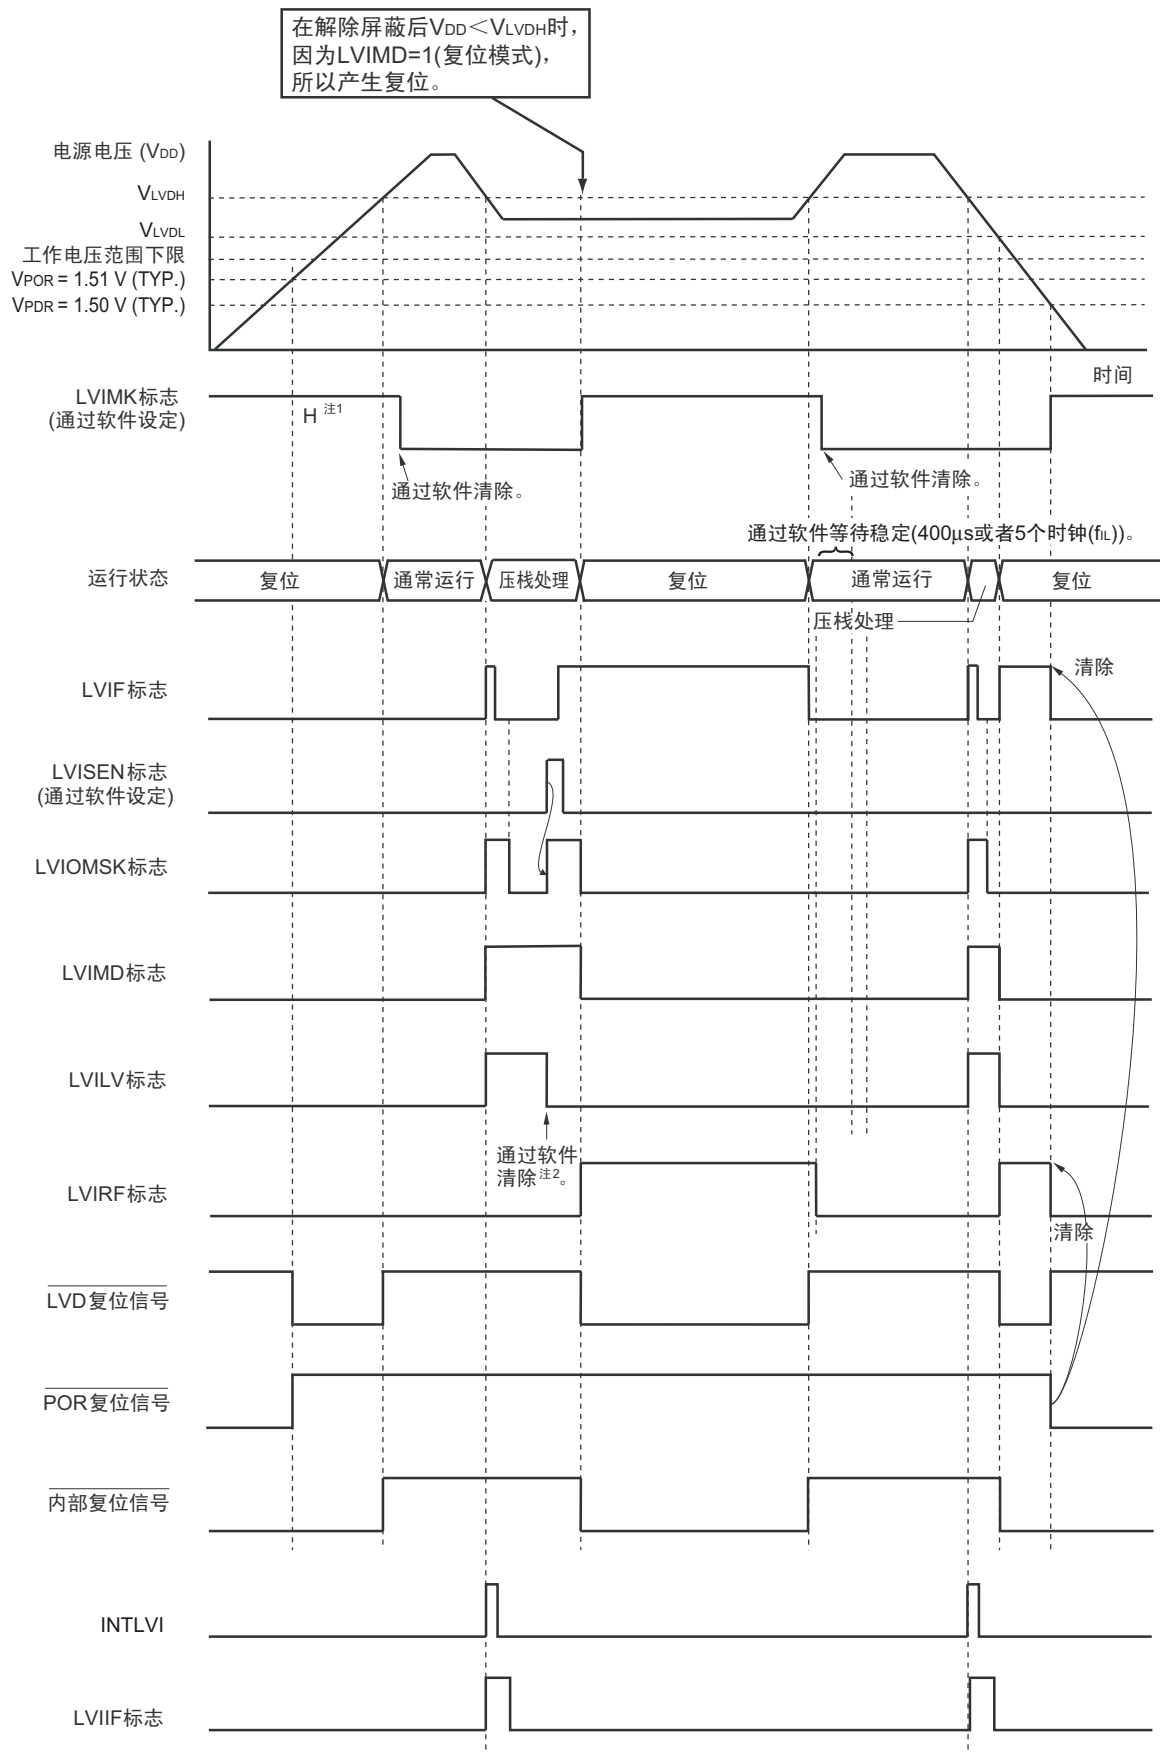 在解除屏蔽后VDD＜VLVDH时，
因为LVIMD=1(复位模式)，
所以产生复位。
电源电压 (VDD)
VLVDH
VLVDL
工作电压范围下限
VPOR = 1.51 V (TYP.)
VPDR = 1.50 V (TYP.)
时间
LVIMK标志
(通过软件设定)
H 注1
通过软件清除。
通过软件清除。
通过软件等待稳定(400μs或者5个时钟(fIL))。
运行状态
复位
通常运行
压栈处理
复位
通常运行
复位
压栈处理
LVIF标志
清除
LVISEN标志
(通过软件设定)
LVIOMSK标志
LVIMD标志
LVILV标志
通过软件
清除注2。
LVIRF标志
清除
LVD复位信号
POR复位信号
内部复位信号
INTLVI
LVIIF标志